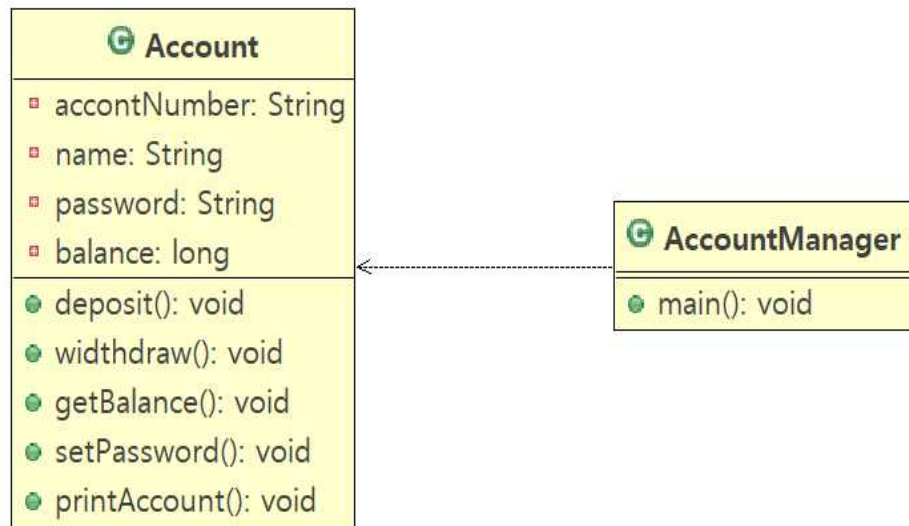 Account
accontNumber: String
name: String
password: String
balance: long
deposit(): void
widthdraw(): void
getBalance(): void
setPassword(): void
printAccount(): void
AccountManager
main(): void